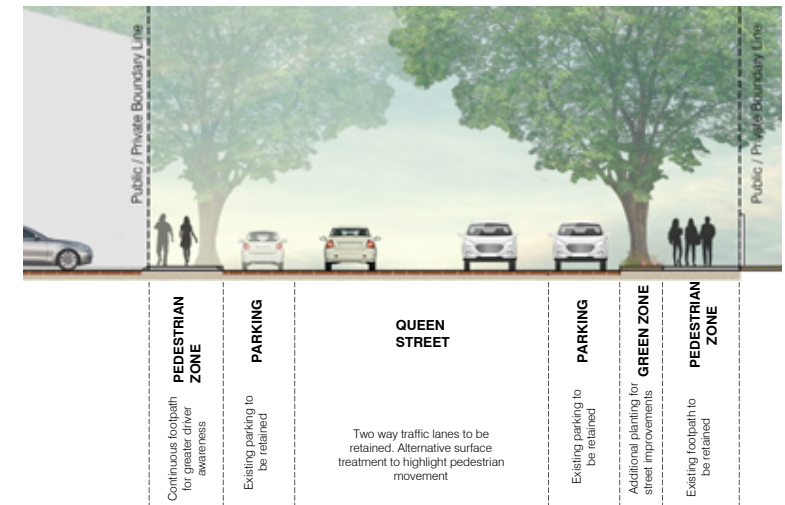 Public / Private Boundary Line
Public / Private Boundary Line
PEDESTRIAN
ZONE
Continuous footpath
for greater driver
awareness
PARKING
Existing parking to
be retained
QUEEN
STREET
Two way traffic lanes to be
retained. Alternative surface
treatment to highlight pedestrian
movement
PARKING
Existing parking to
be retained
GREEN ZONE
Additional planting for
street improvements
PEDESTRIAN
ZONE
Existing footpath to
be retained